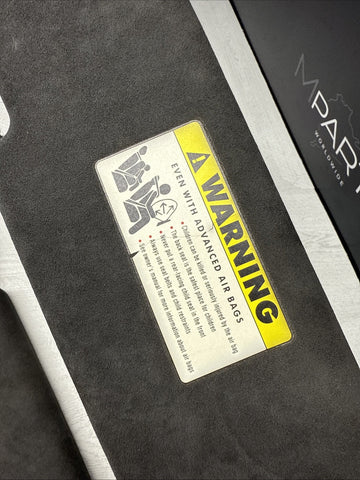 WARNING
EVEN WITH ADVANCED AIR BAGS
• Children can be killed or seriously injured by the air bag
• The back seat is the safest place for children
• Never put a rear-facing child seat in the front
• Always use seat belts and child restraints
• See owner's manual for more information about air bags
MPAR
WORLDWIDE